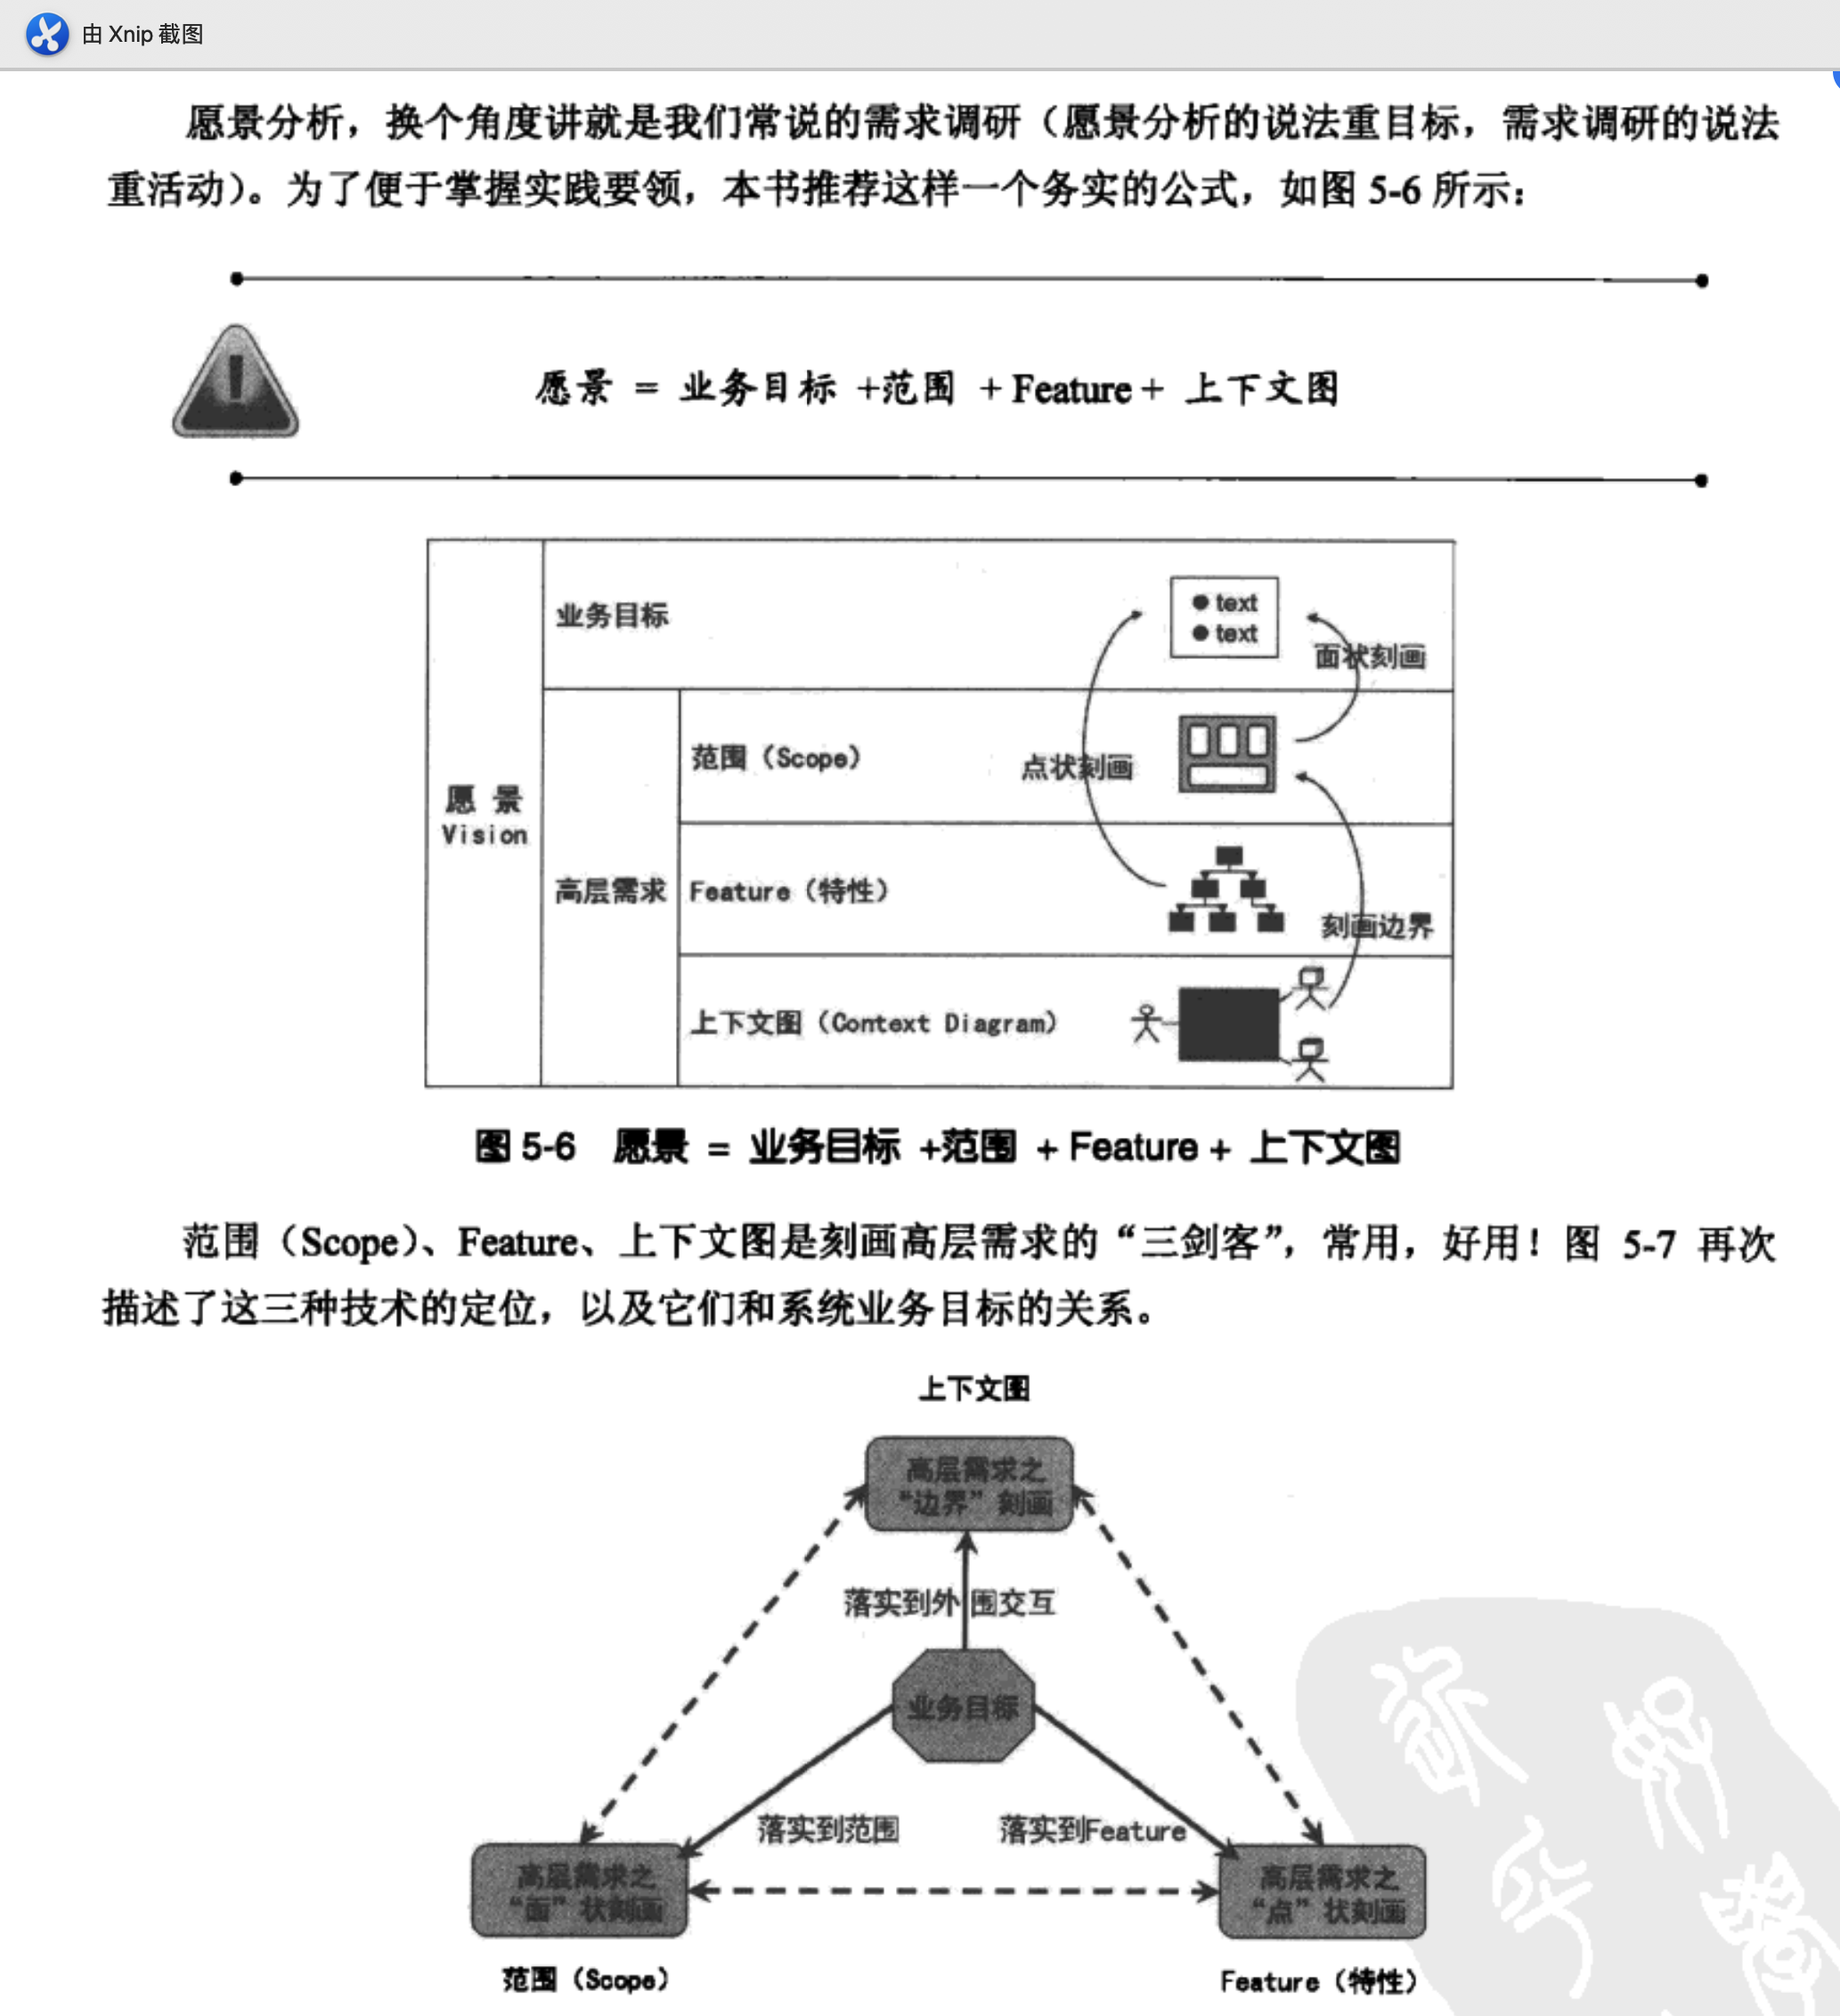 由 Xnip 截图
愿景分析，换个角度讲就是我们常说的需求调研（愿景分析的说法重目标，需求调研的说法
重活动）。为了便于掌握实践要领，本书推荐这样一个务实的公式，如图 5-6 所示：
愿景 = 业务目标 +范围 + Feature + 上下文图
业务目标
text
text
面状刻画
范围（Scope）
点状刻画
愿 景
Vision
高层需求
Feature（特性）
刻画边界
上下文图（Context Diagram）
图 5-6 愿景 = 业务目标 +范围 + Feature + 上下文图
范围（Scope）、Feature、上下文图是刻画高层需求的“三剑客”，常用，好用！图 5-7 再次
描述了这三种技术的定位，以及它们和系统业务目标的关系。
上下文图
高层需求之
“边界”刻画
落实到外围交互
业务目标
落实到范围
落实到Feature
高层需求之
“面”状刻画
高层需求之
“点”状刻画
范围（Scope）
Feature（特性）